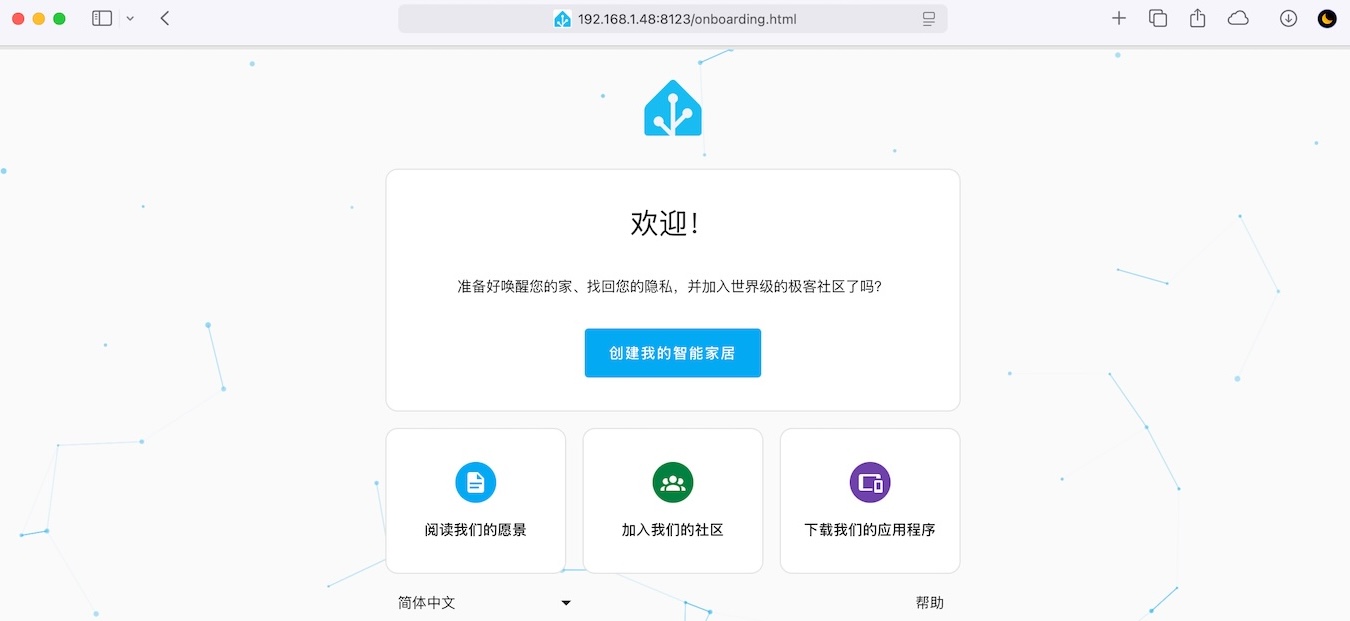 192.168.1.48:8123/onboarding.html
欢迎!
准备好唤醒您的家、找回您的隐私，并加入世界级的极客社区了吗?
创建我的智能家居
阅读我们的愿景
加入我们的社区
下载我们的应用程序
简体中文
帮助